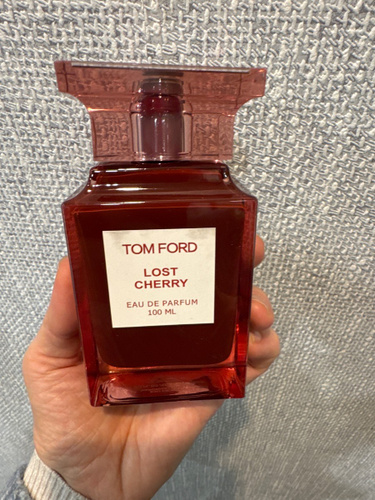 TOM FORD
LOST
CHERRY
EAU DE PARFUM
100 ML